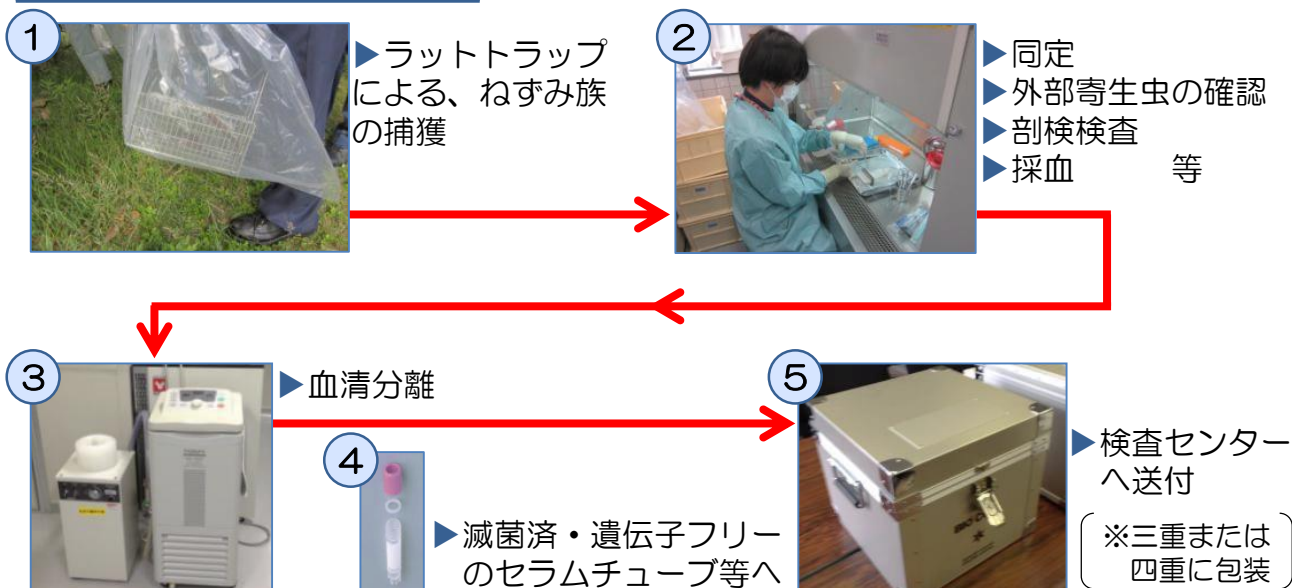 1
▶ラットトラップ
による、ねずみ族
の捕獲
2
▶同定
▶外部寄生虫の確認
▶剖検検査
▶採血　　　等
3
▶血清分離
4
▶滅菌済・遺伝子フリー
のセラムチューブ等へ
5
▶検査センター
へ送付
※三重または
四重に包装